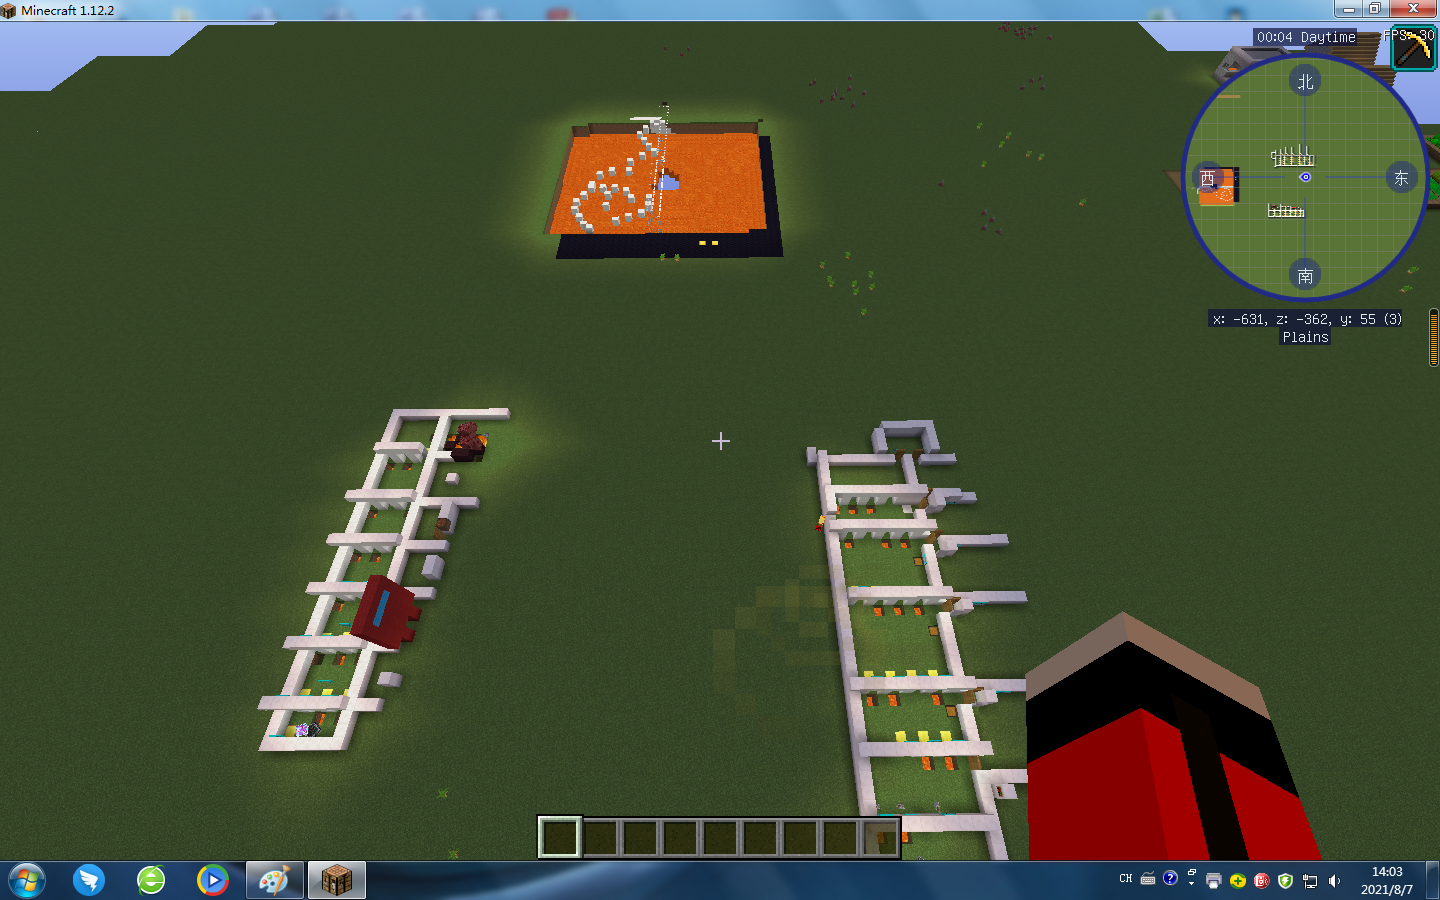 Minecraft 1.12.2
00:04 Daytime
FPS: 30
北
西
东
南
x: -631, z: -362, y: 55 (3)
Plains
CH
14:03
2021/8/7